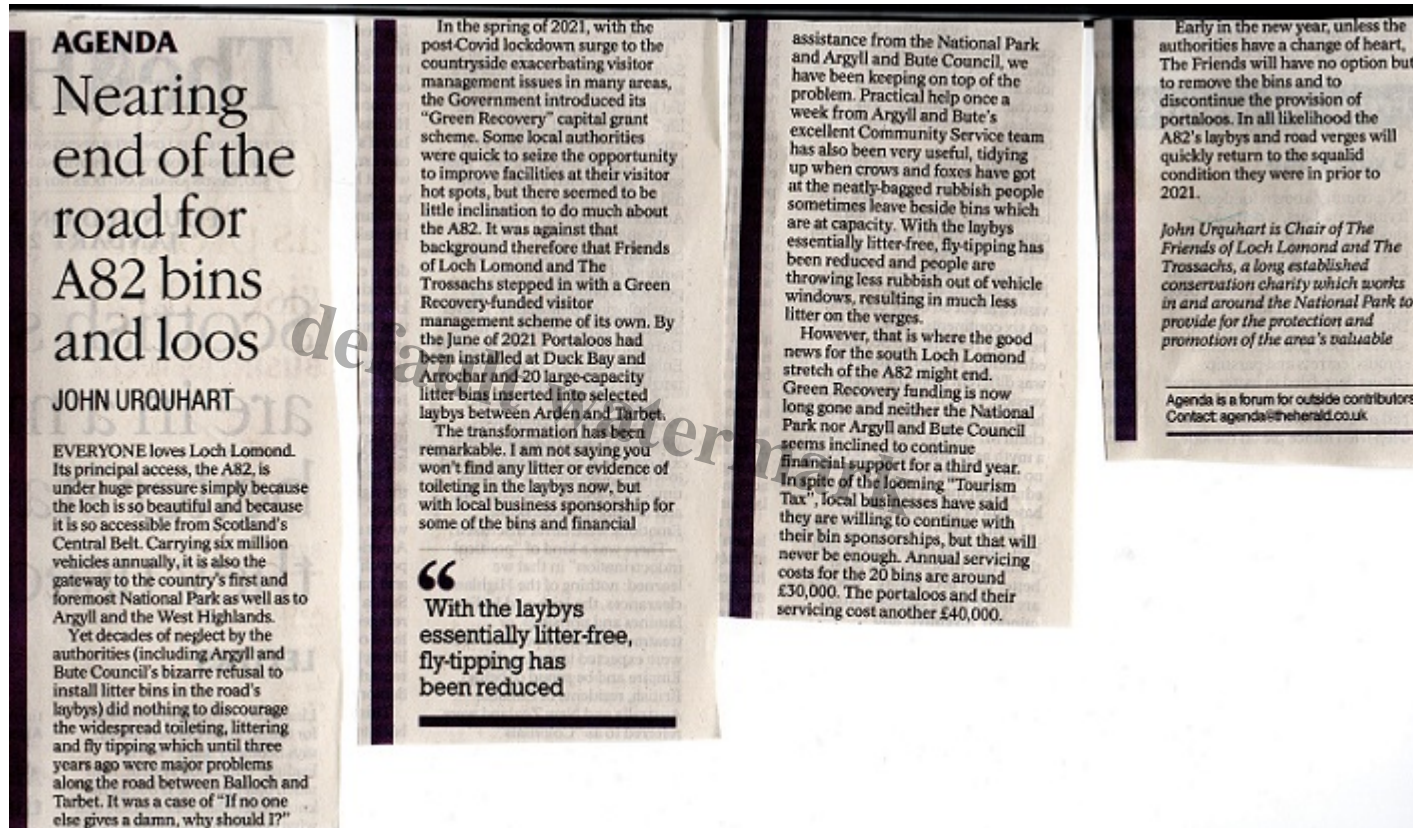 AGENDA
Nearing
end of the
road for
A82 bins
and loos
JOHN URQUHART
EVERYONE loves Loch Lomond.
Its principal access, the A82, is
under huge pressure simply because
the loch is so beautiful and because
it is so accessible from Scotland's
Central Belt. Carrying six million
vehicles annually, it is also the
gateway to the country's first and
foremost National Park as well as to
Argyll and the West Highlands.
Yet decades of neglect by the
authorities (including Argyll and
Bute Council's bizarre refusal to
install litter bins in the road's
laybys) did nothing to discourage
the widespread toileting, littering
and fly tipping which until three
years ago were major problems
along the road between Balloch and
Tarbet. It was a case of "If no one
else gives a damn, why should I?"
In the spring of 2021, with the
post-Covid lockdown surge to the
countryside exacerbating visitor
management issues in many areas,
the Government introduced its
"Green Recovery" capital grant
scheme. Some local authorities
were quick to seize the opportunity
to improve facilities at their visitor
hot spots, but there seemed to be
little inclination to do much about
the A82. It was against that
background therefore that Friends
of Loch Lomond and The
Trossachs stepped in with a Green
Recovery-funded visitor
management scheme of its own. By
the June of 2021 Portaloos had
been installed at Duck Bay and
Arrochar and 20 large-capacity
litter bins inserted into selected
laybys between Arden and Tarbet.
The transformation has been
remarkable. I am not saying you
won't find any litter or evidence of
toileting in the laybys now, but
with local business sponsorship for
some of the bins and financial
“
With the laybys
essentially litter-free,
fly-tipping has
been reduced
assistance from the National Park
and Argyll and Bute Council, we
have been keeping on top of the
problem. Practical help once a
week from Argyll and Bute's
excellent Community Service team
has also been very useful, tidying
up when crows and foxes have got
at the neatly-bagged rubbish people
sometimes leave beside bins which
are at capacity. With the laybys
essentially litter-free, fly-tipping has
been reduced and people are
throwing less rubbish out of vehicle
windows, resulting in much less
litter on the verges.
However, that is where the good
news for the south Loch Lomond
stretch of the A82 might end.
Green Recovery funding is now
long gone and neither the National
Park nor Argyll and Bute Council
seems inclined to continue
financial support for a third year.
In spite of the looming "Tourism
Tax", local businesses have said
they are willing to continue with
their bin sponsorships, but that will
never be enough. Annual servicing
costs for the 20 bins are around
£30,000. The portaloos and their
servicing cost another £40,000.
Early in the new year, unless the
authorities have a change of heart,
The Friends will have no option but
to remove the bins and to
discontinue the provision of
portaloos. In all likelihood the
A82's laybys and road verges will
quickly return to the squalid
condition they were in prior to
2021.
John Urquhart is Chair of The
Friends of Loch Lomond and The
Trossachs, a long established
conservation charity which works
in and around the National Park to
provide for the protection and
promotion of the area's valuable
Agenda is a forum for outside contributors.
Contact: agenda@theherald.co.uk
default watermark